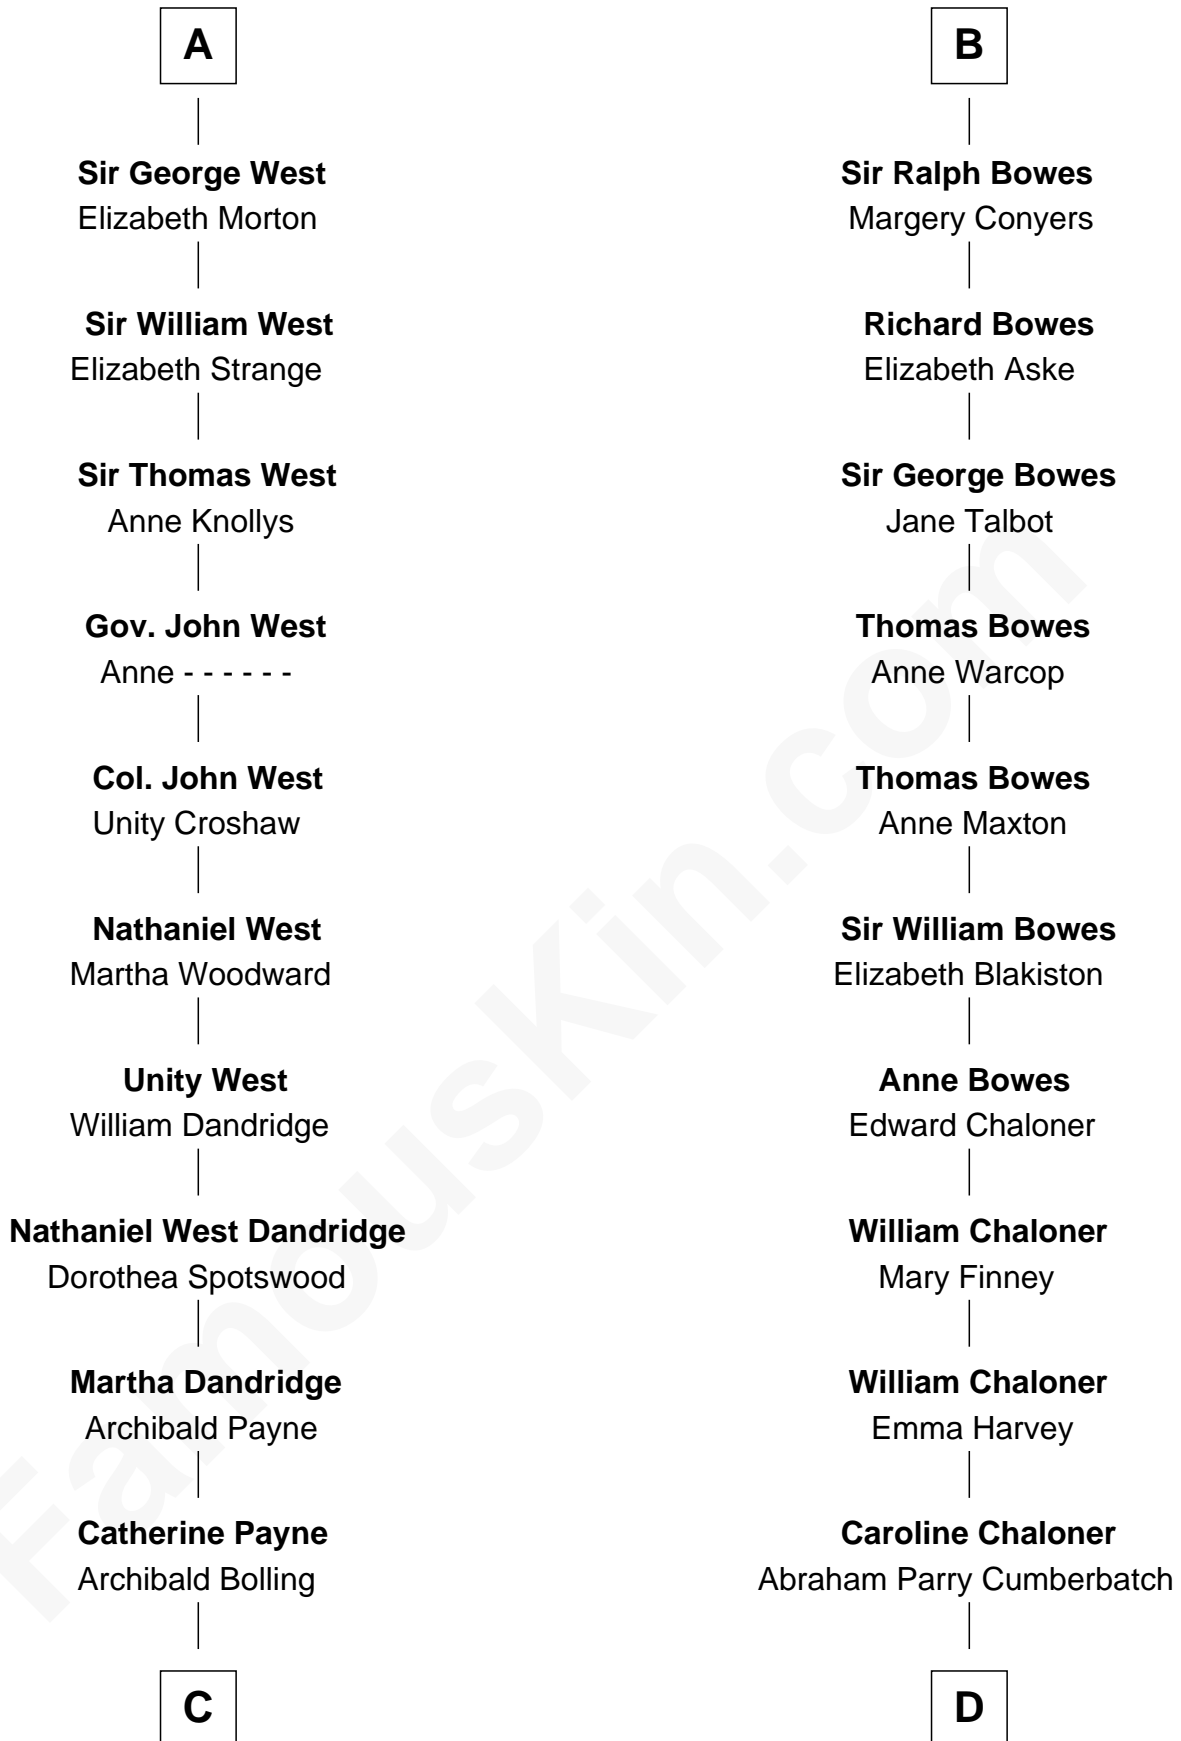 A
Sir George West
Elizabeth Morton
Sir William West
Elizabeth Strange
Sir Thomas West
Anne Knollys
Gov. John West
Anne - - - - - -
Col. John West
Unity Croshaw
Nathaniel West
Martha Woodward
Unity West
William Dandridge
Nathaniel West Dandridge
Dorothea Spotswood
Martha Dandridge
Archibald Payne
Catherine Payne
Archibald Bolling
C
B
Sir Ralph Bowes
Margery Conyers
Richard Bowes
Elizabeth Aske
Sir George Bowes
Jane Talbot
Thomas Bowes
Anne Warcop
Thomas Bowes
Anne Maxton
Sir William Bowes
Elizabeth Blakiston
Anne Bowes
Edward Chaloner
William Chaloner
Mary Finney
William Chaloner
Emma Harvey
Caroline Chaloner
Abraham Parry Cumberbatch
D
FamousKin.com